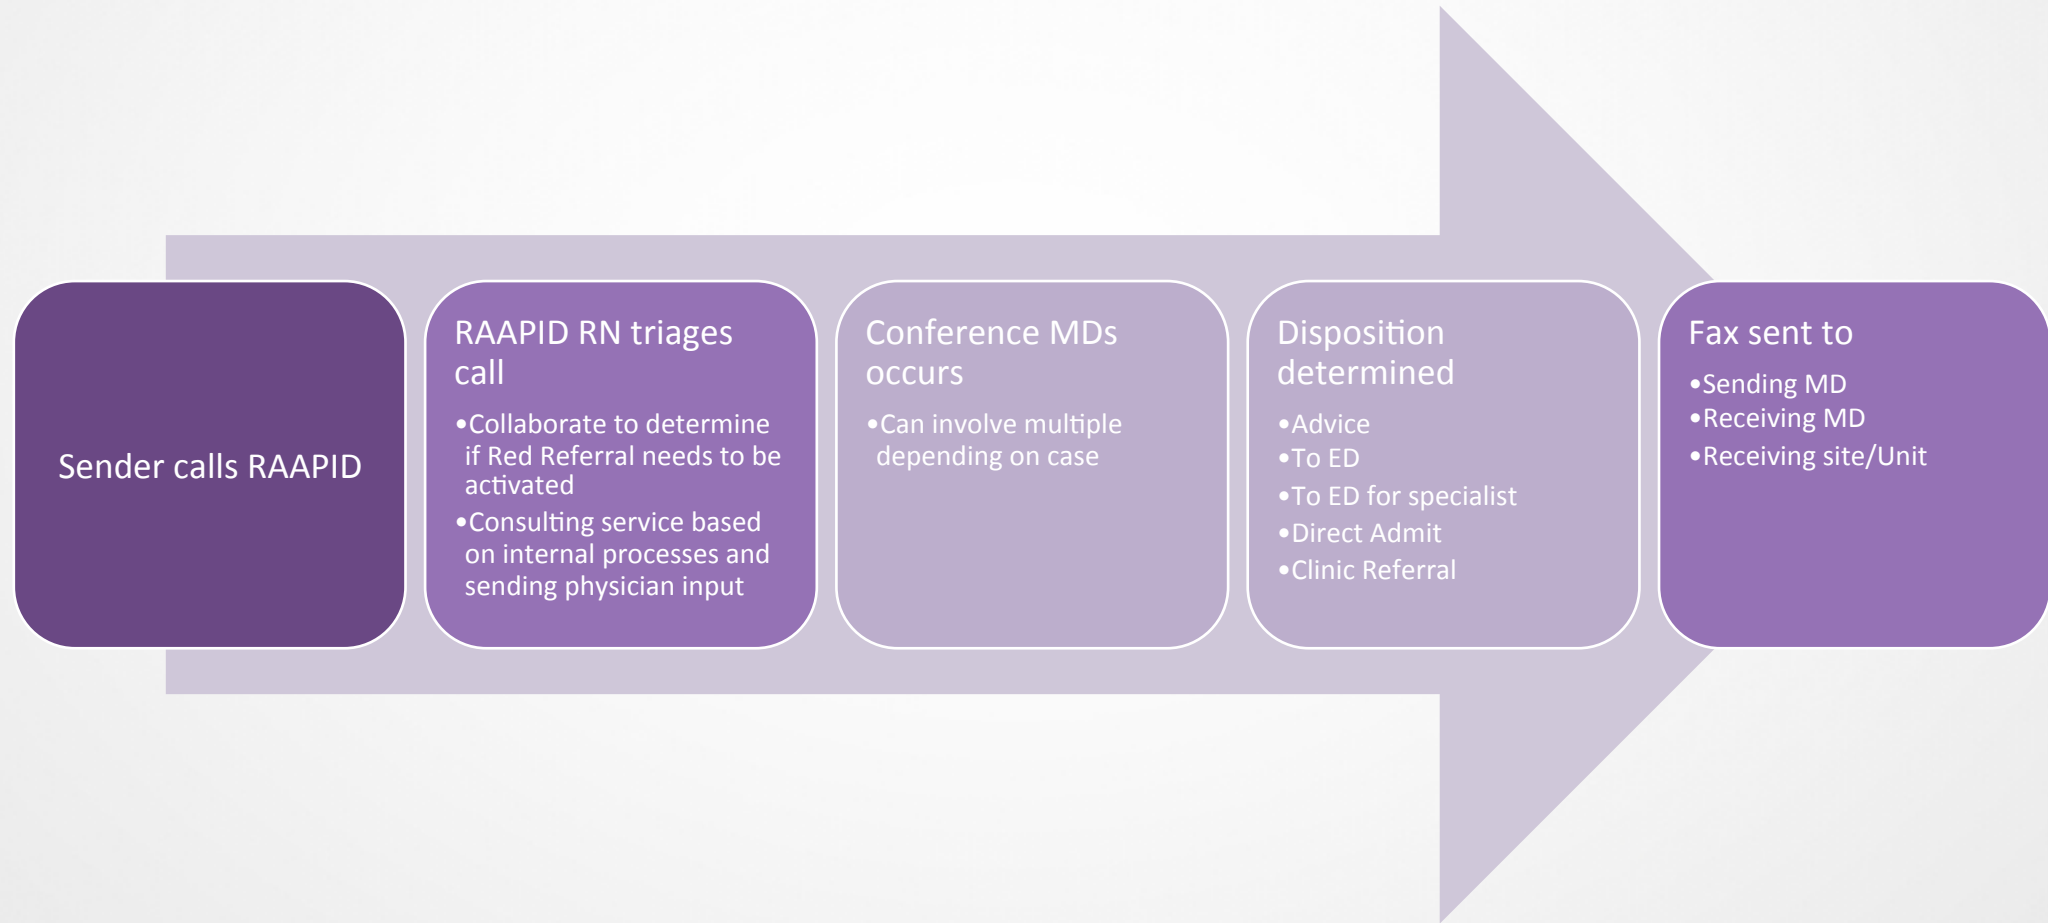 Sender calls RAAPID
RAAPID RN triages
call
•Collaborate to determine
if Red Referral needs to be
activated
•Consulting service based
on internal processes and
sending physician input
Conference MDs
occurs
•Can involve multiple
depending on case
Disposition
determined
•Advice
•To ED
•To ED for specialist
•Direct Admit
•Clinic Referral
Fax sent to
•Sending MD
•Receiving MD
•Receiving site/Unit